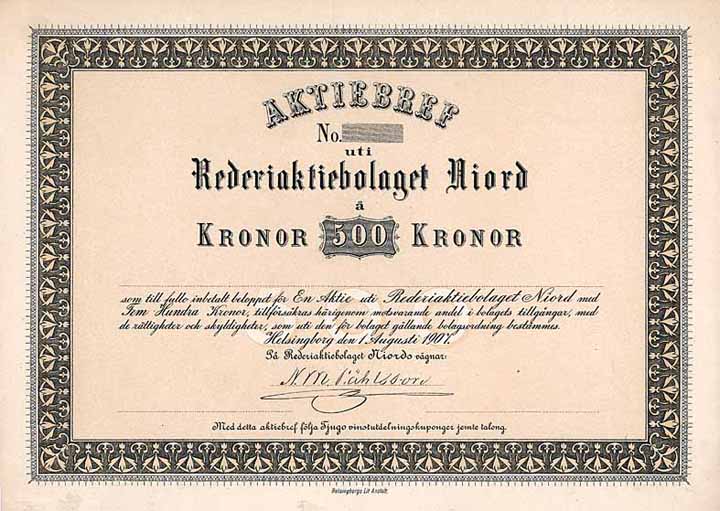 AKTIEBREF
No.
uti
Rederiaktiebolaget Niord
à
KRONOR 500 KRONOR
som till fullo inbetalt beloppet för En Aktie uti Rederiaktiebolaget Niord med
Fem Hundra Kronor, tillförsäkras härigenom motsvarande andel i bolagets tillgångar, med
de rättigheter och skyldigheter, som uti den för bolaget gällande bolagsordning bestämmes.
Helsingborg den 1 Augusti 1907.
På Rederiaktiebolaget Niords vägnar:
N. M. Påhlsson
Med detta aktiebref följa Tjugo vinstutdelningskuponger jemte talong.
Helsingborgs Lit Anstalt.